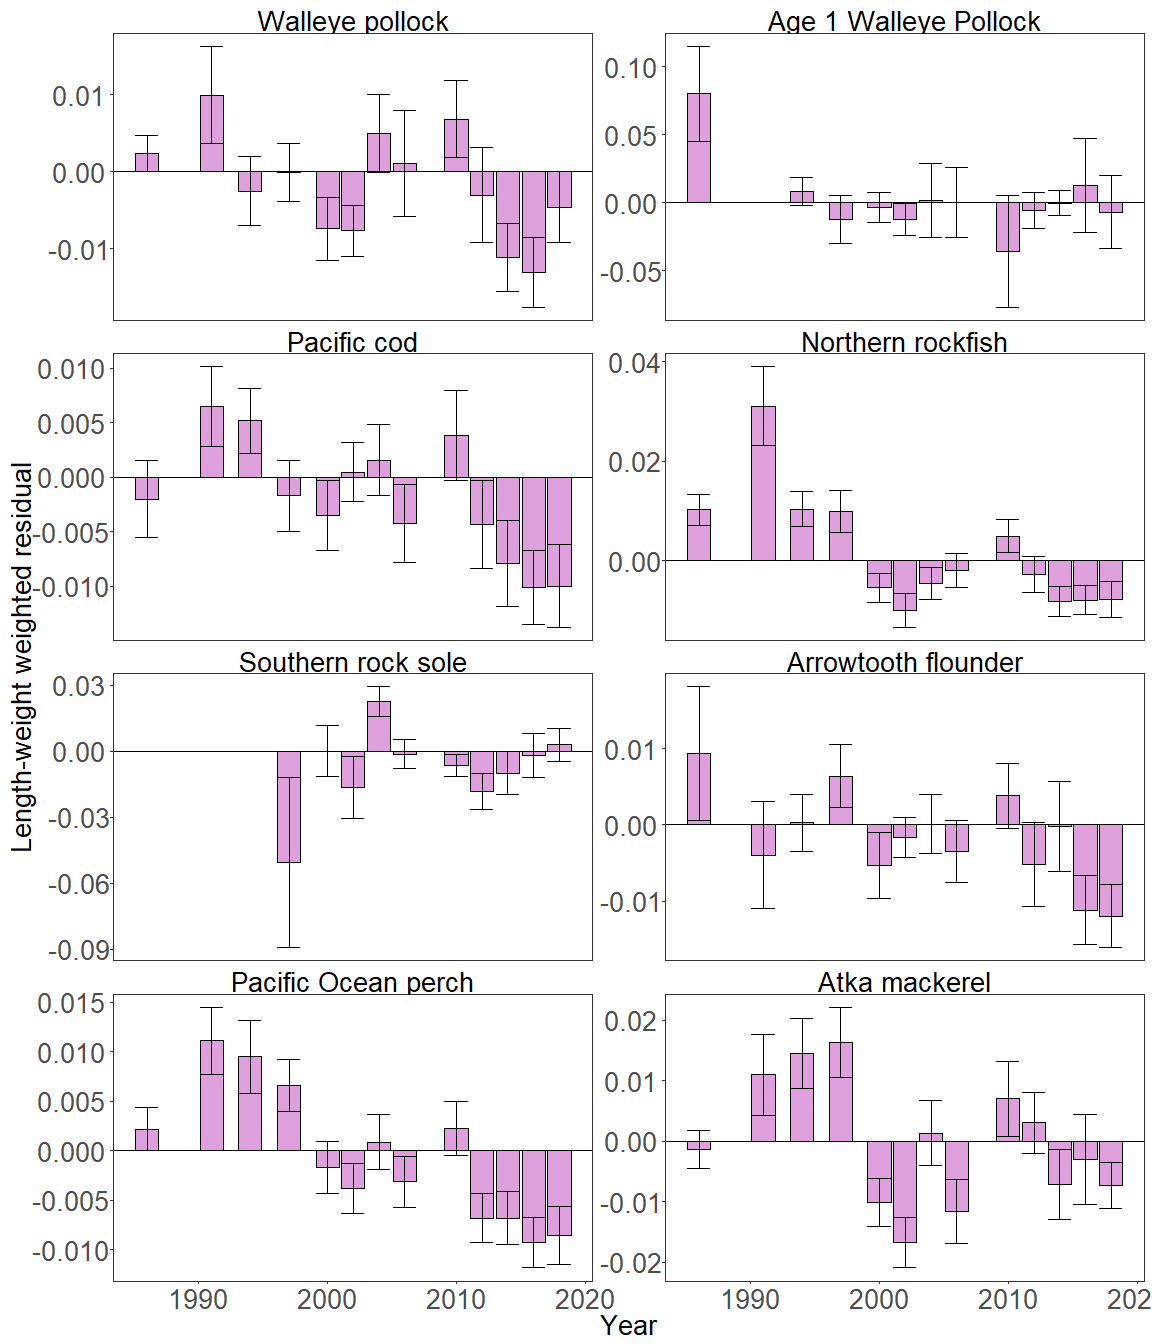 Walleye pollock
Age 1 Walleye Pollock
0.01
0.00
-0.01
0.10
0.05
0.00
-0.05
Pacific cod
Northern rockfish
0.010
0.005
0.000
-0.005
-0.010
0.04
0.02
0.00
Length-weight weighted residual
Southern rock sole
Arrowtooth flounder
0.03
0.00
-0.03
-0.06
-0.09
0.01
0.00
-0.01
Pacific Ocean perch
Atka mackerel
0.015
0.010
0.005
0.000
-0.005
-0.010
0.02
0.01
0.00
-0.01
-0.02
1990 2000 2010 2020
1990 2000 2010 202
Year